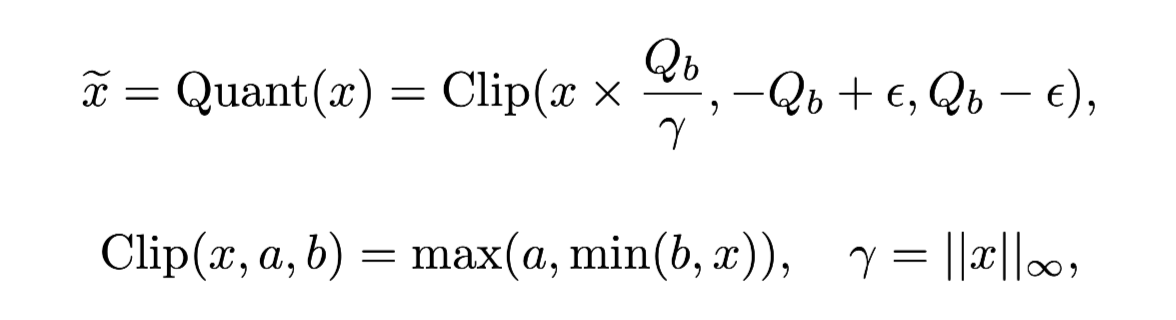 x̃ = Quant(x) = Clip(x × Q_b/γ, −Q_b + ϵ, Q_b − ϵ),
Clip(x, a, b) = max(a, min(b, x)), γ = ||x||_∞,